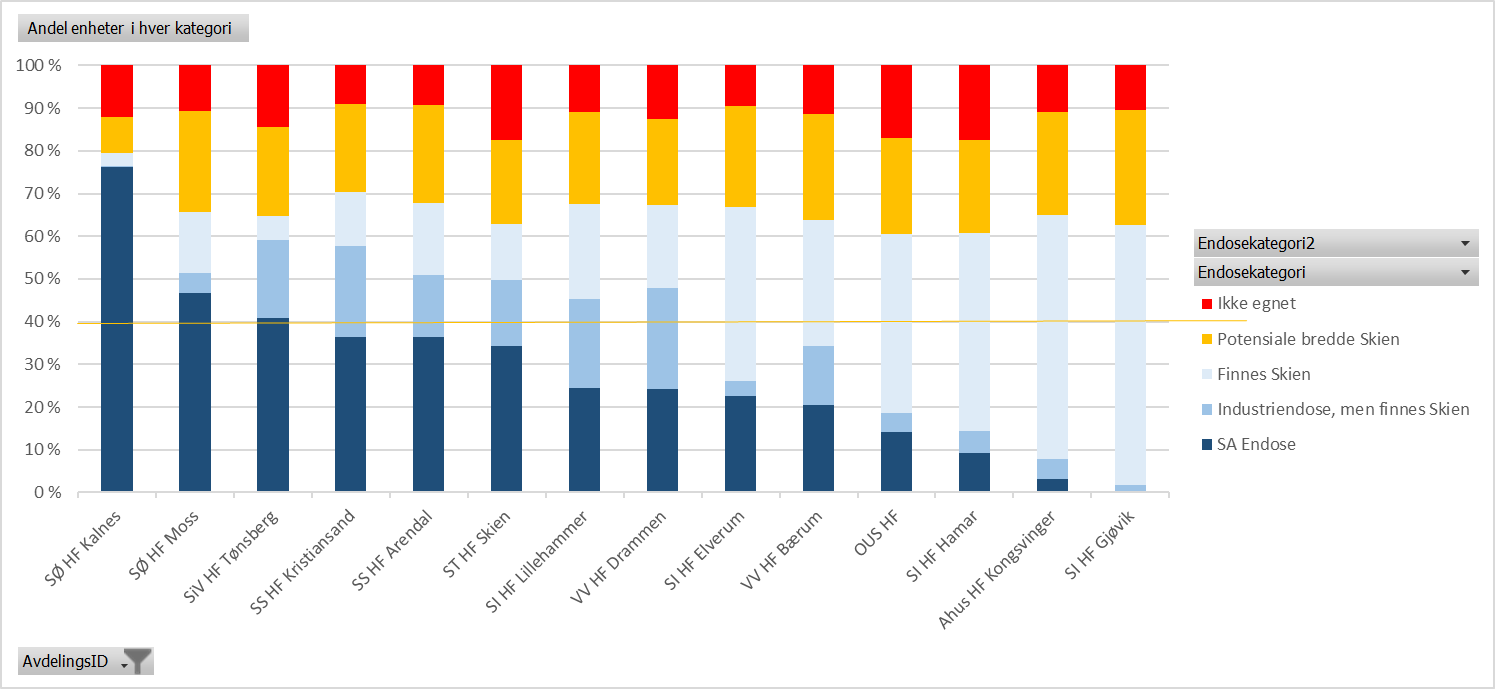 Andel enheter i hver kategori
100 %
90 %
80 %
70 %
60 %
50 %
40 %
30 %
20 %
10 %
0 %
SØ HF Kalnes
SØ HF Moss
SiV HF Tønsberg
SS HF Kristiansand
SS HF Arendal
ST HF Skien
SI HF Lillehammer
VV HF Drammen
SI HF Elverum
VV HF Bærum
OUS HF
SI HF Hamar
Ahus HF Kongsvinger
SI HF Gjøvik
Endosekategori2
Endosekategori
Ikke egnet
Potensiale bredde Skien
Finnes Skien
Industriendose, men finnes Skien
SA Endose
AvdelingsID